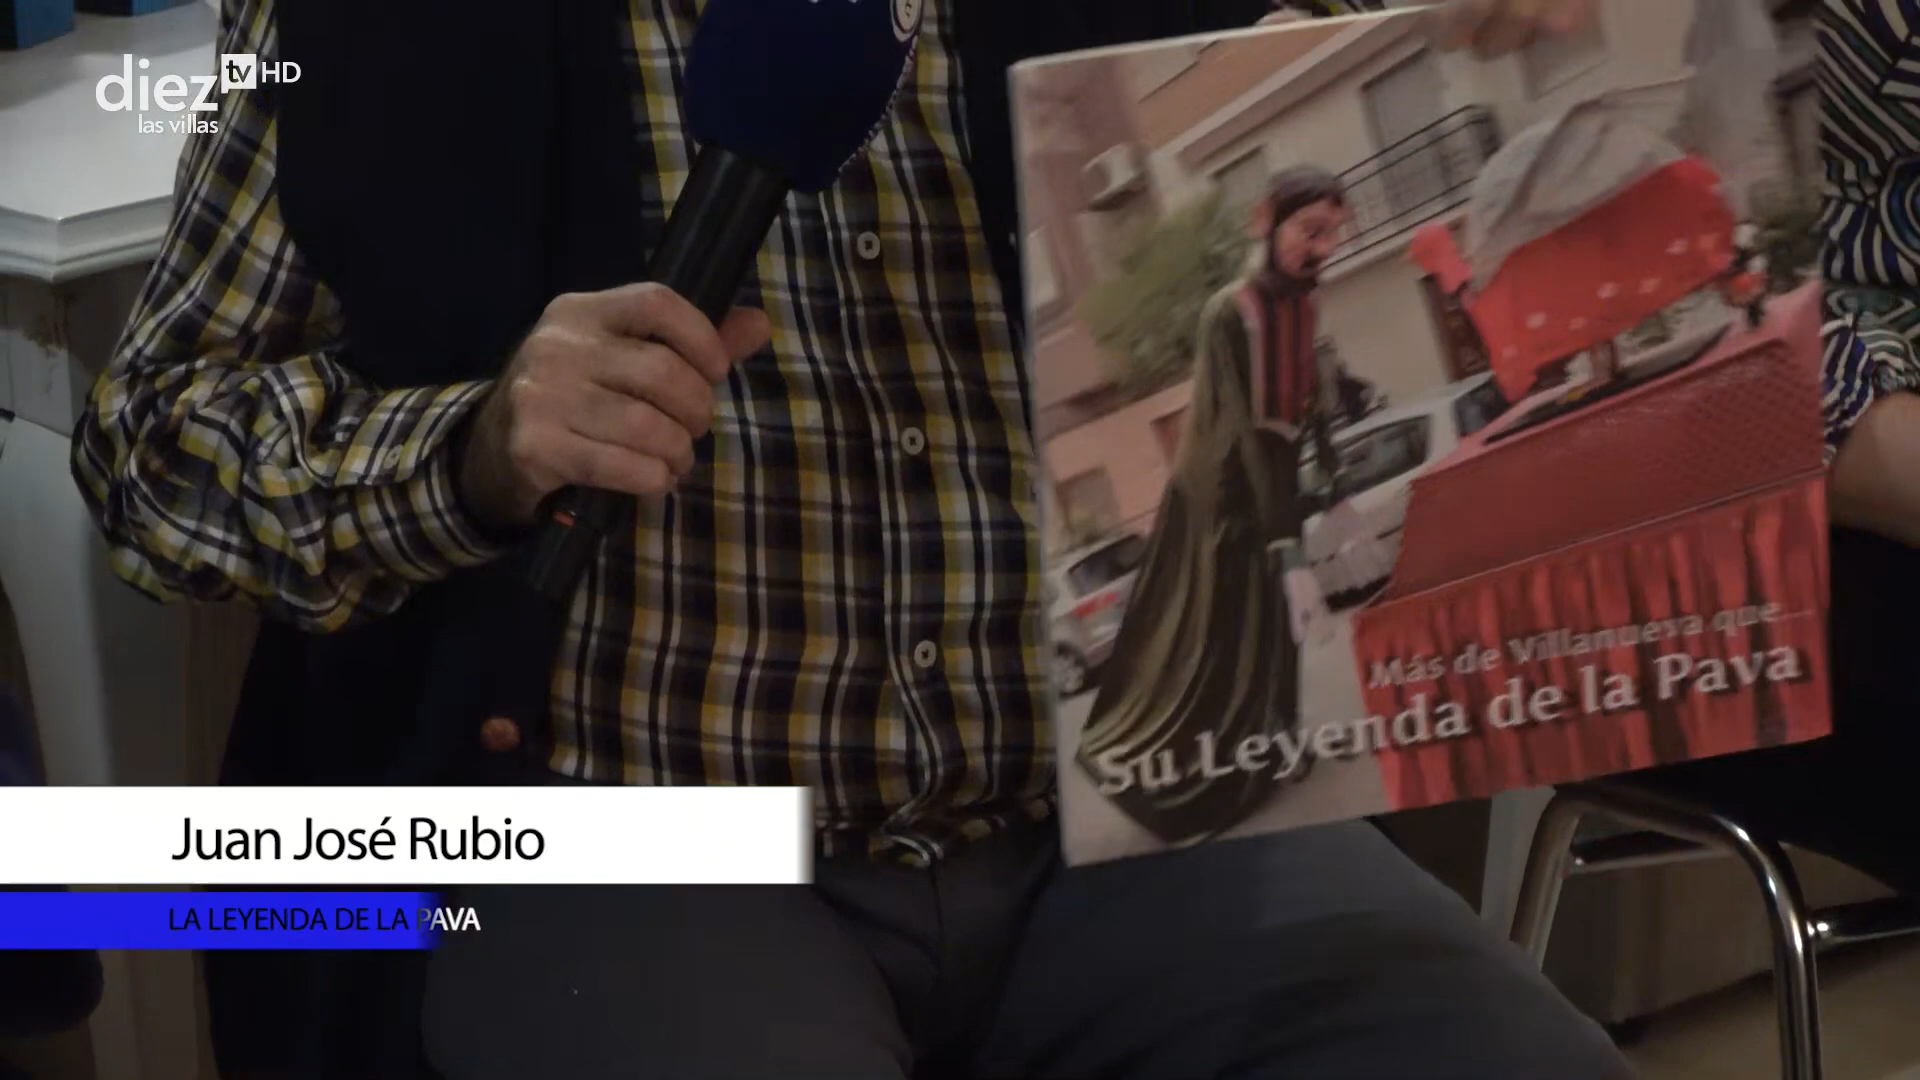 diez tv HD
las villas
Más de Villanueva que...
Su Leyenda de la Pava
Juan José Rubio
LA LEYENDA DE LA PAVA